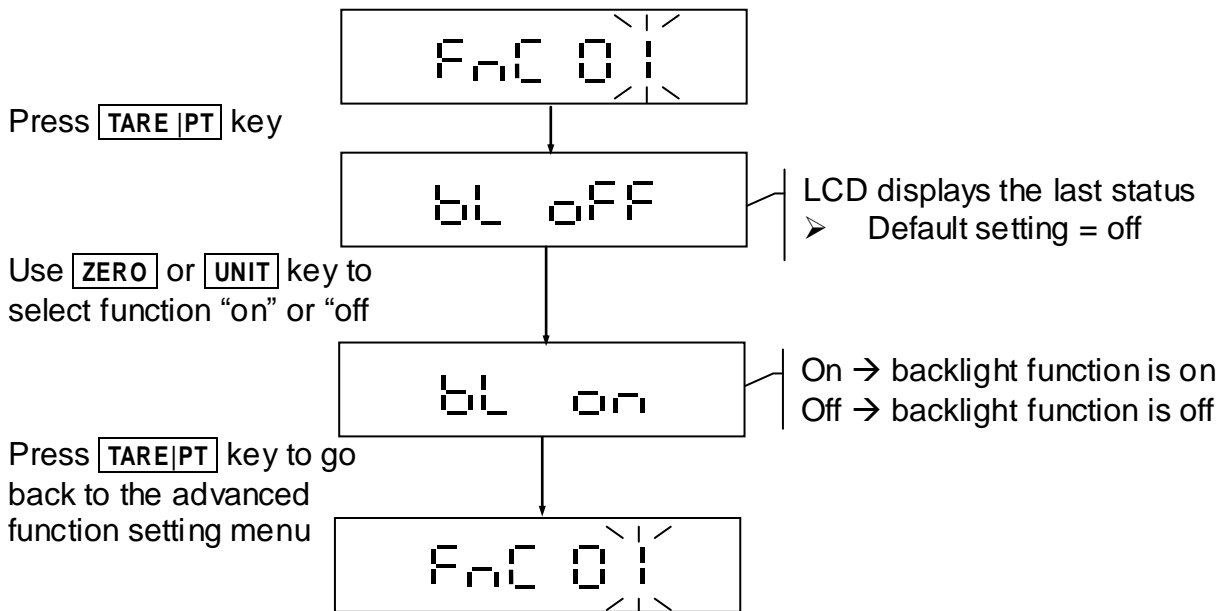 FnC 01
Press TARE |PT key
bL oFF
LCD displays the last status
➢ Default setting = off
Use ZERO or UNIT key to
select function “on” or “off
bL on
On → backlight function is on
Off → backlight function is off
Press TARE|PT key to go
back to the advanced
function setting menu
FnC 01